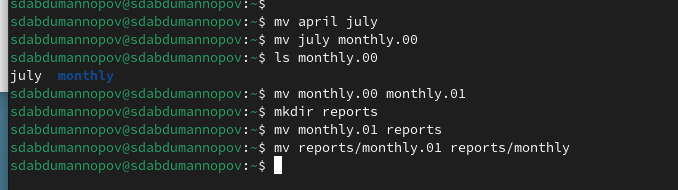 sdabdumannopov@sdabdumannopov:~$
sdabdumannopov@sdabdumannopov:~$ mv april july
sdabdumannopov@sdabdumannopov:~$ mv july monthly.00
sdabdumannopov@sdabdumannopov:~$ ls monthly.00
july  monthly
sdabdumannopov@sdabdumannopov:~$ mv monthly.00 monthly.01
sdabdumannopov@sdabdumannopov:~$ mkdir reports
sdabdumannopov@sdabdumannopov:~$ mv monthly.01 reports
sdabdumannopov@sdabdumannopov:~$ mv reports/monthly.01 reports/monthly
sdabdumannopov@sdabdumannopov:~$